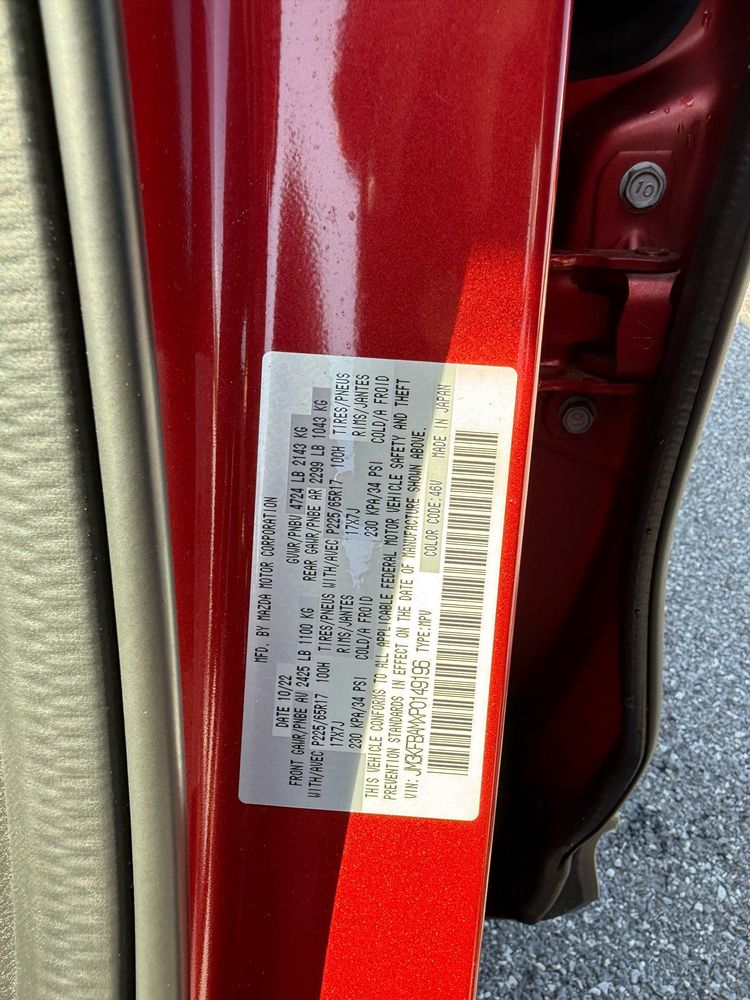 MFD. BY MAZDA MOTOR CORPORATION
DATE 10/22 GVWR/PNBV 4724 LB 2143 KG
FRONT GAWR/PNBE AV 2425 LB 1100 KG REAR GAWR/PNBE AR 2299 LB 1043 KG
WITH/AVEC P225/65R17 100H TIRES/PNEUS WITH/AVEC P225/65R17 100H TIRES/PNEUS
17X7J RIMS/JANTES 17X7J RIMS/JANTES
230 KPA/34 PSI COLD/A FROID 230 KPA/34 PSI COLD/A FROID
THIS VEHICLE CONFORMS TO ALL APPLICABLE FEDERAL MOTOR VEHICLE SAFETY AND THEFT
PREVENTION STANDARDS IN EFFECT ON THE DATE OF MANUFACTURE SHOWN ABOVE.
VIN: JM3KFBAMXP0149196 TYPE:MPV COLOR CODE:46V MADE IN JAPAN
10